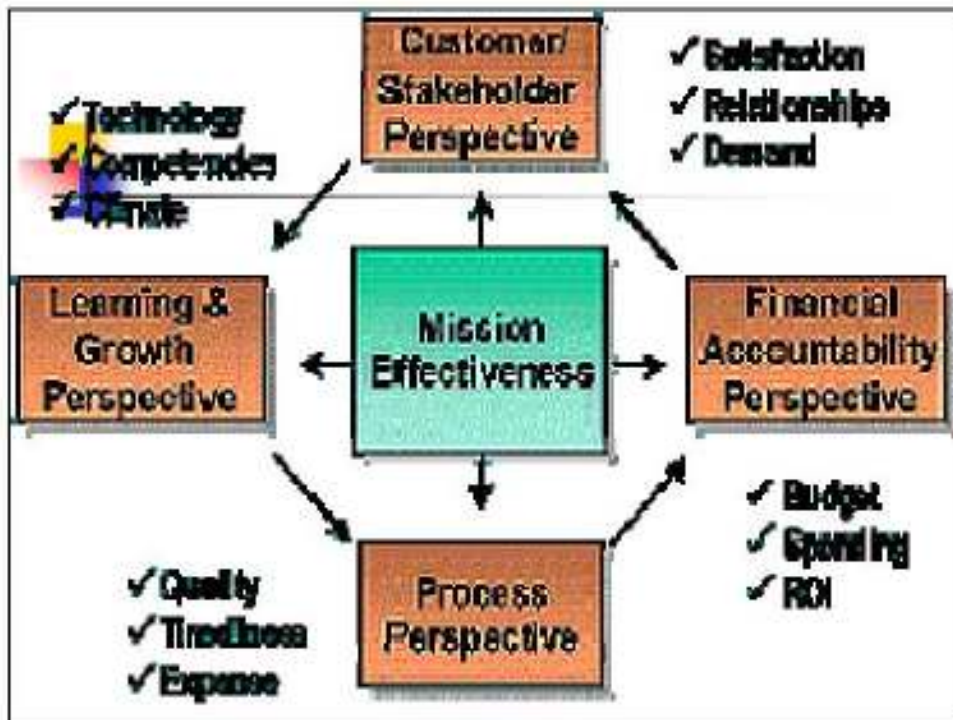 Customer/
Stakeholder
Perspective
Satisfaction
Relationships
Demand
Technology
Competencies
Climate
Learning &
Growth
Perspective
Mission
Effectiveness
Financial
Accountability
Perspective
Budget
Spending
ROI
Quality
Timeliness
Expense
Process
Perspective